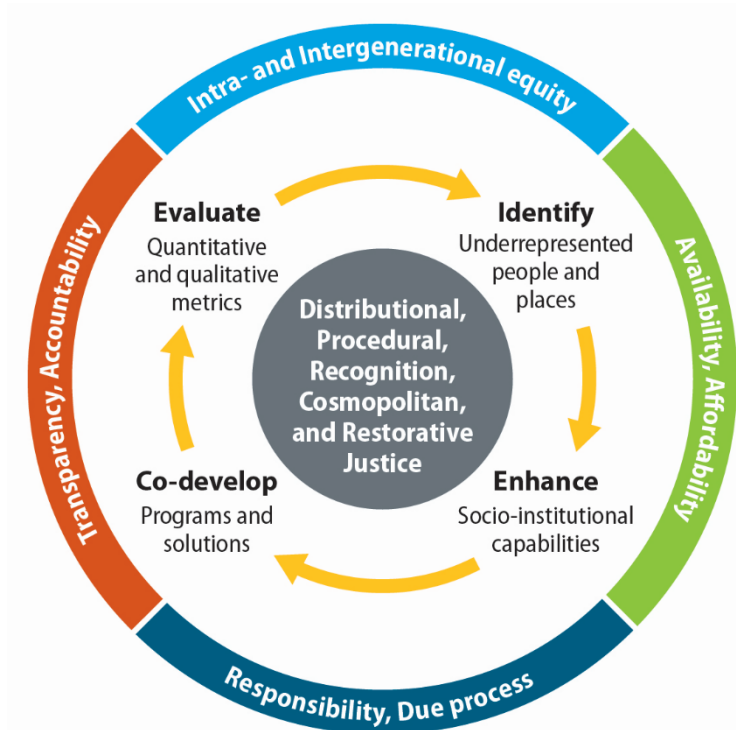 Intra- and Intergenerational equity
Transparency, Accountability
Availability, Affordability
Evaluate
Quantitative
and qualitative
metrics
Identify
Underrepresented
people and
places
Distributional,
Procedural,
Recognition,
Cosmopolitan,
and Restorative
Justice
Co-develop
Programs and
solutions
Enhance
Socio-institutional
capabilities
Responsibility, Due process